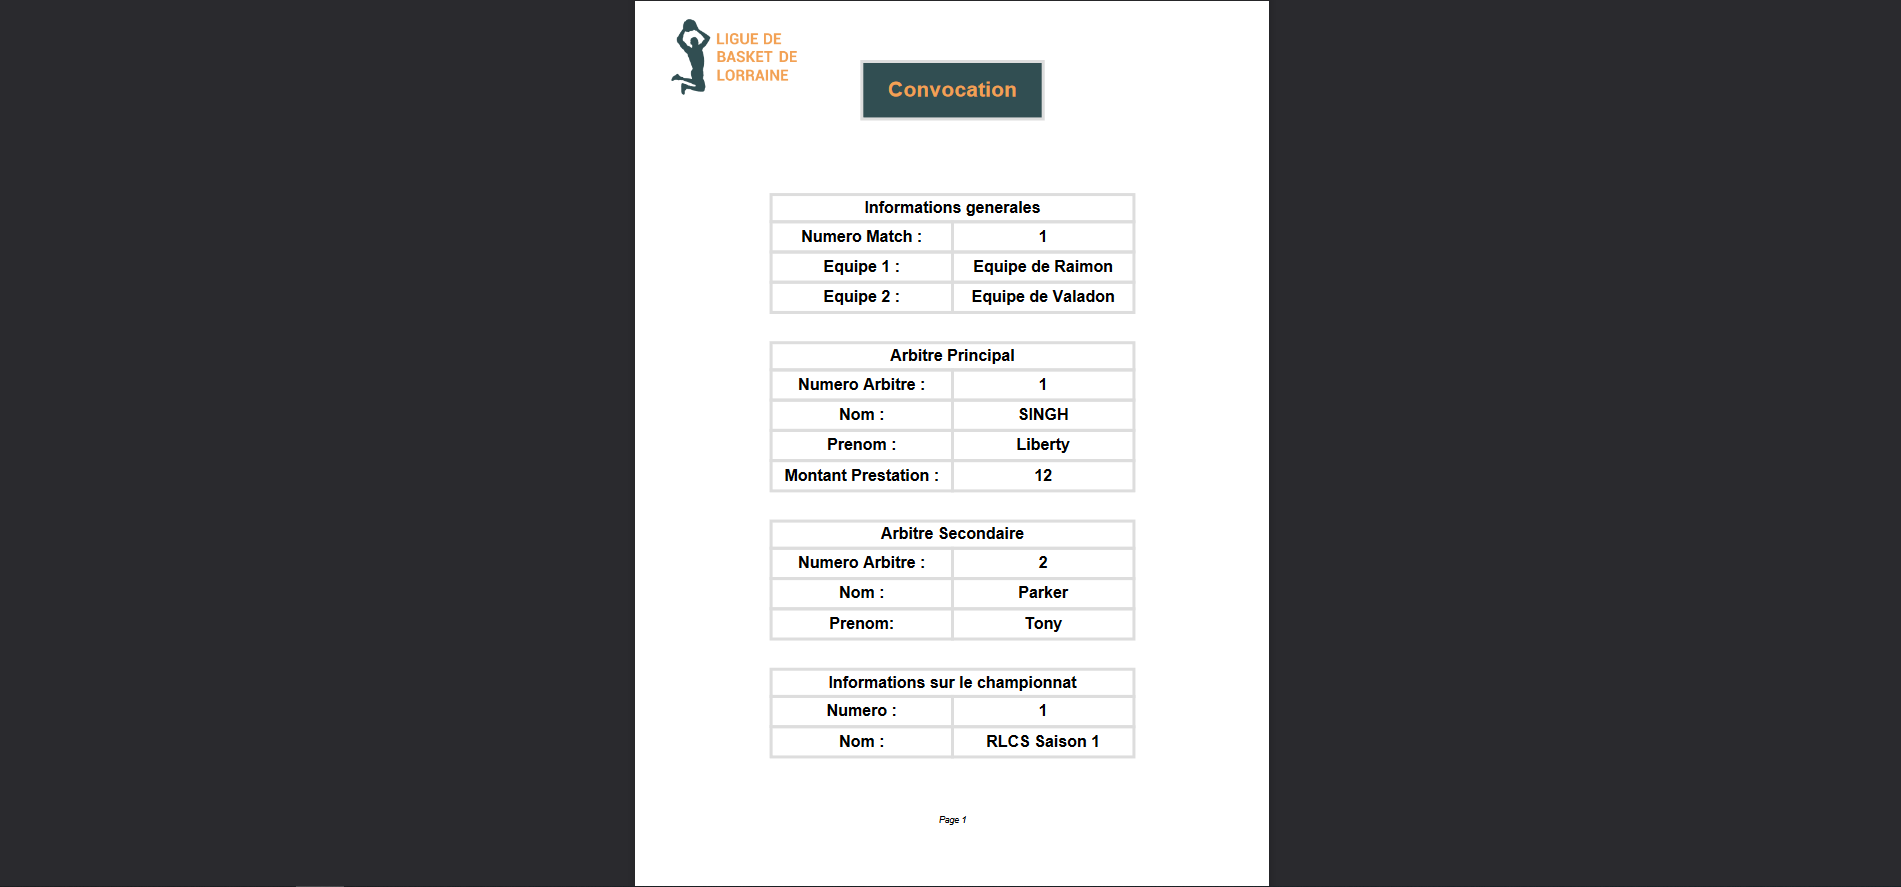 LIGUE DE
BASKET DE
LORRAINE
Convocation
Informations generales
Numero Match : 1
Equipe 1 : Equipe de Raimon
Equipe 2 : Equipe de Valadon
Arbitre Principal
Numero Arbitre : 1
Nom : SINGH
Prenom : Liberty
Montant Prestation : 12
Arbitre Secondaire
Numero Arbitre : 2
Nom : Parker
Prenom: Tony
Informations sur le championnat
Numero : 1
Nom : RLCS Saison 1
Page 1